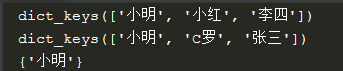 dict_keys(['小明', '小红', '李四'])
dict_keys(['小明', 'C罗', '张三'])
{'小明'}